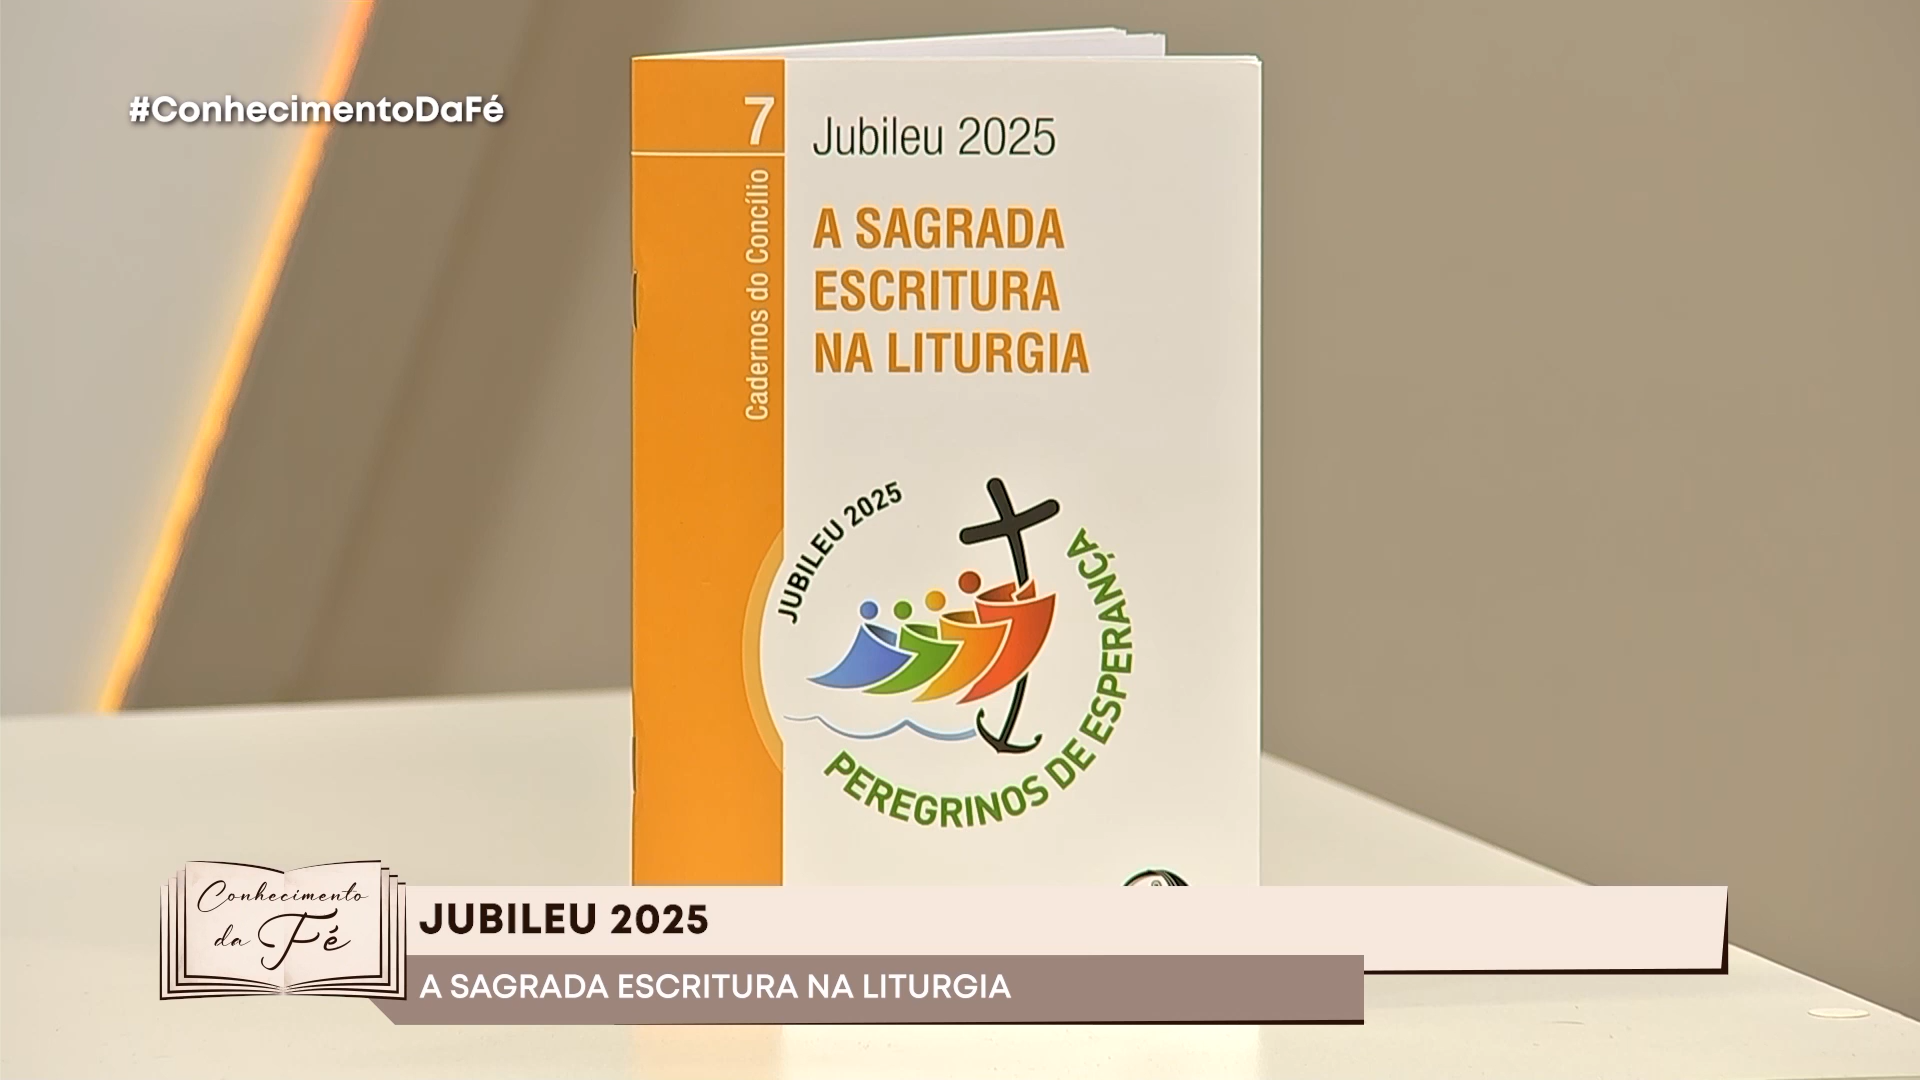 #ConhecimentoDaFé
7
Cadernos do Concílio
Jubileu 2025
A SAGRADA
ESCRITURA
NA LITURGIA
JUBILEU 2025
PEREGRINOS DE ESPERANÇA
Conhecimento
da Fé
JUBILEU 2025
A SAGRADA ESCRITURA NA LITURGIA